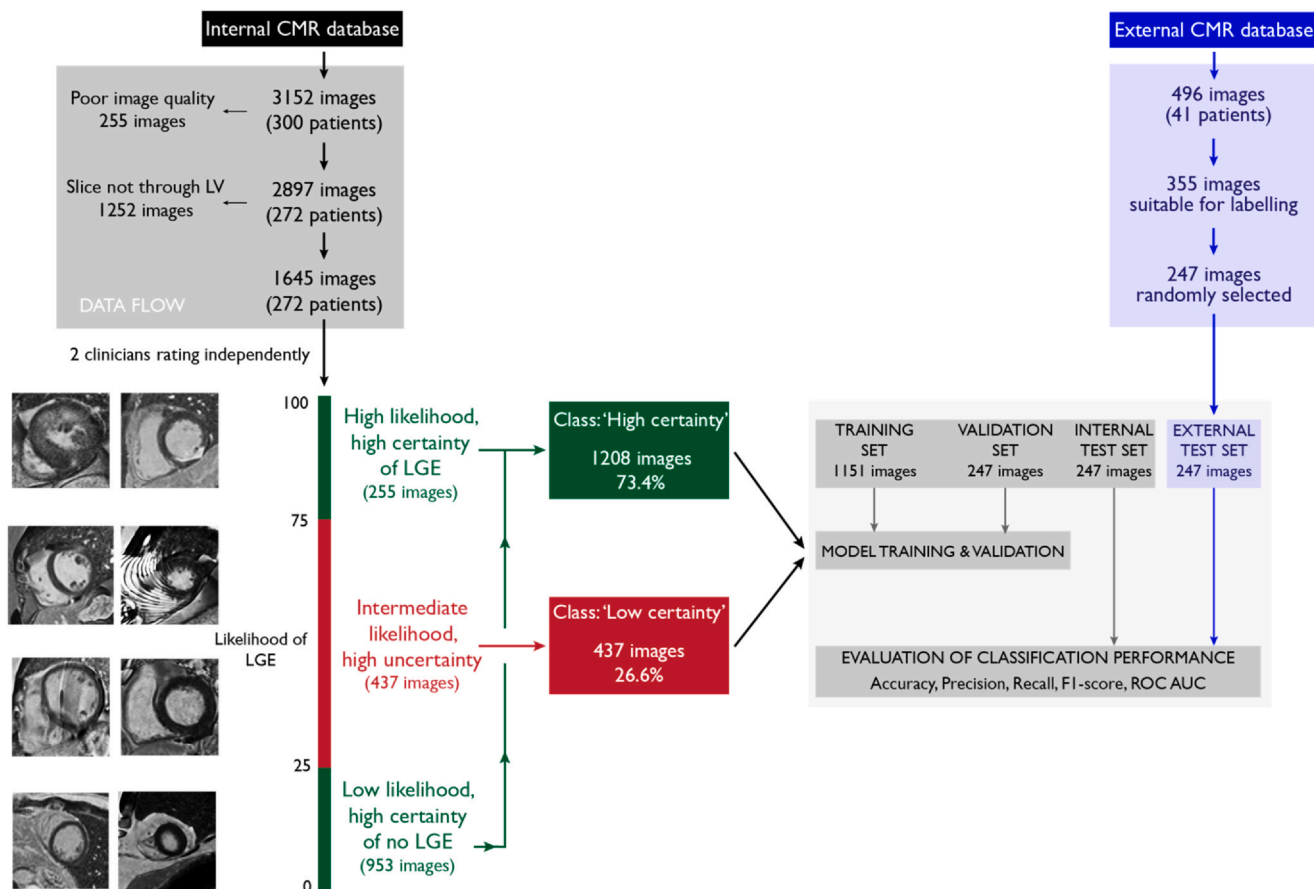 Internal CMR database
3152 images
(300 patients)
Poor image quality
255 images
2897 images
(272 patients)
Slice not through LV
1252 images
1645 images
(272 patients)
DATA FLOW
2 clinicians rating independently
External CMR database
496 images
(41 patients)
355 images
suitable for labelling
247 images
randomly selected
100
75
Likelihood of
LGE
25
0
High likelihood,
high certainty
of LGE
(255 images)
Intermediate
likelihood,
high uncertainty
(437 images)
Low likelihood,
high certainty
of no LGE
(953 images)
Class: 'High certainty'
1208 images
73.4%
Class: 'Low certainty'
437 images
26.6%
TRAINING
SET
1151 images
VALIDATION
SET
247 images
INTERNAL
TEST SET
247 images
EXTERNAL
TEST SET
247 images
MODEL TRAINING & VALIDATION
EVALUATION OF CLASSIFICATION PERFORMANCE
Accuracy, Precision, Recall, F1-score, ROC AUC